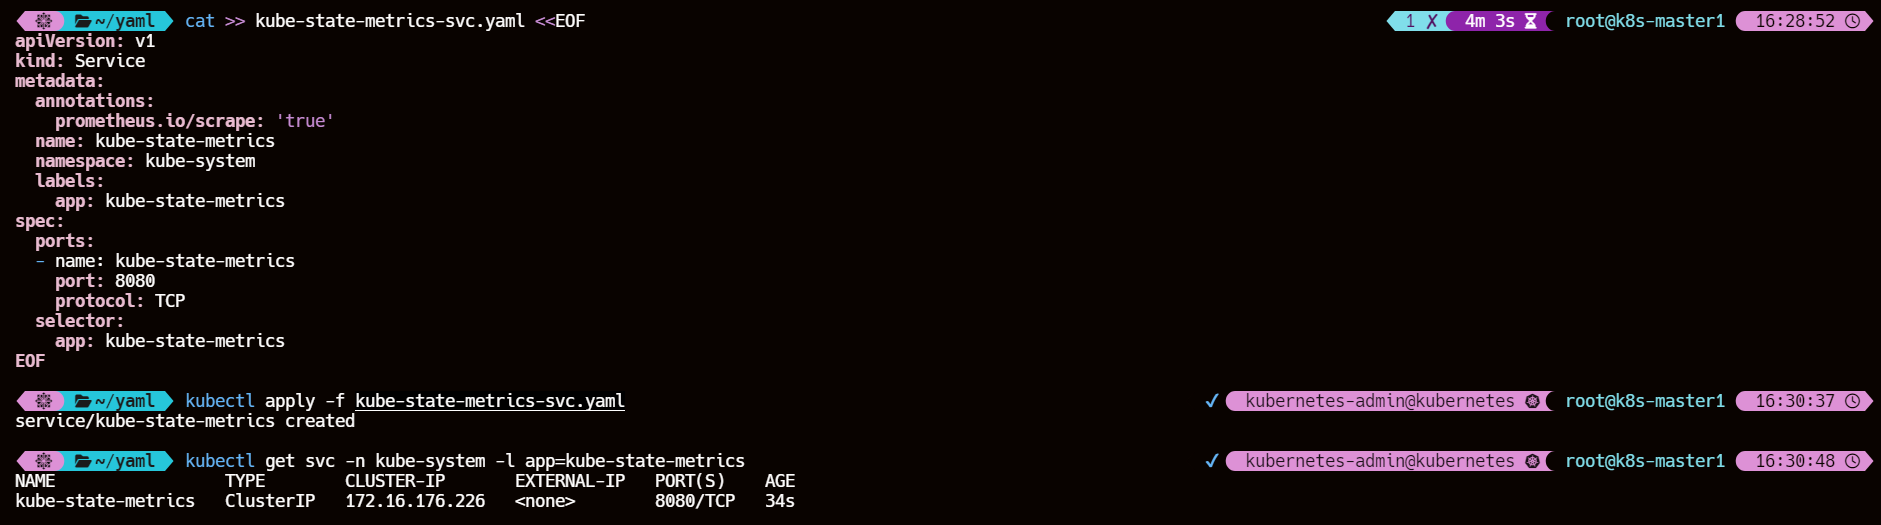 ~/yaml cat >> kube-state-metrics-svc.yaml <<EOF 1 ✗ 4m 3s root@k8s-master1 16:28:52
apiVersion: v1
kind: Service
metadata:
  annotations:
    prometheus.io/scrape: 'true'
  name: kube-state-metrics
  namespace: kube-system
  labels:
    app: kube-state-metrics
spec:
  ports:
  - name: kube-state-metrics
    port: 8080
    protocol: TCP
  selector:
    app: kube-state-metrics
EOF
~/yaml kubectl apply -f kube-state-metrics-svc.yaml ✓ kubernetes-admin@kubernetes root@k8s-master1 16:30:37
service/kube-state-metrics created
~/yaml kubectl get svc -n kube-system -l app=kube-state-metrics ✓ kubernetes-admin@kubernetes root@k8s-master1 16:30:48
NAME TYPE CLUSTER-IP EXTERNAL-IP PORT(S) AGE
kube-state-metrics ClusterIP 172.16.176.226 <none> 8080/TCP 34s